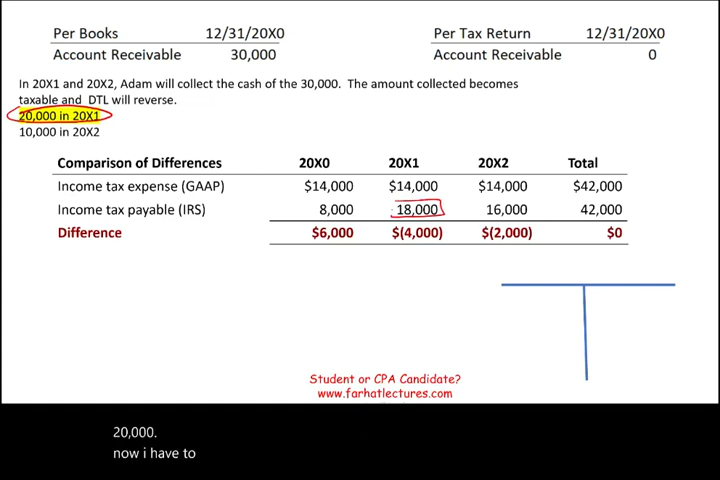 Per Books 12/31/20X0 Per Tax Return 12/31/20X0
Account Receivable 30,000 Account Receivable 0
In 20X1 and 20X2, Adam will collect the cash of the 30,000. The amount collected becomes
taxable and DTL will reverse.
20,000 in 20X1
10,000 in 20X2
Comparison of Differences 20X0 20X1 20X2 Total
Income tax expense (GAAP) $14,000 $14,000 $14,000 $42,000
Income tax payable (IRS) 8,000 18,000 16,000 42,000
Difference $6,000 $(4,000) $(2,000) $0
Student or CPA Candidate?
www.farhatlectures.com
20,000.
now i have to